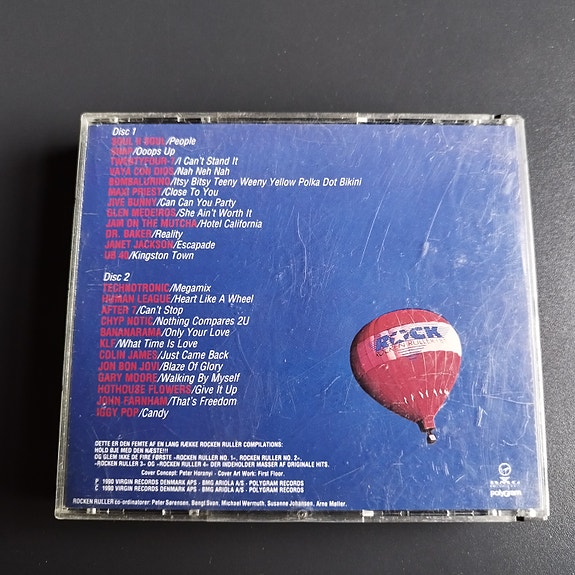 Disc 1
SOUL II SOUL/People
SNAP/Ooops Up
TWENTYFOUR-7/I Can't Stand It
VAYA CON DIOS/Nah Neh Nah
BOMBALURINO/Itsy Bitsy Teeny Weeny Yellow Polka Dot Bikini
MAXI PRIEST/Close To You
JIVE BUNNY/Can Can You Party
GLEN MEDEIROS/She Ain't Worth It
JAM ON THE MUTCHA/Hotel California
DR. BAKER/Reality
JANET JACKSON/Escapade
UB 40/Kingston Town
Disc 2
TECHNOTRONIC/Megamix
HUMAN LEAGUE/Heart Like A Wheel
AFTER 7/Can't Stop
CHYP NOTIC/Nothing Compares 2U
BANANARAMA/Only Your Love
KLF/What Time Is Love
COLIN JAMES/Just Came Back
JON BON JOVI/Blaze Of Glory
GARY MOORE/Walking By Myself
HOTHOUSE FLOWERS/Give It Up
JOHN FARNHAM/That's Freedom
IGGY POP/Candy
ROCK
ROCKEN RULLER
DETTE ER DEN FEMTE AF EN LANG RÆKKE ROCKEN RULLER COMPILATIONS:
HOLD ØJE MED DEN NÆSTE!!!
OG GLEM IKKE DE FIRE FØRSTE -ROCKEN RULLER NO. 1-, ROCKEN RULLER NO. 2-,
-ROCKEN RULLER 3- OG -ROCKEN RULLER 4- DER INDEHOLDER MASSER AF ORIGINALE HITS.
Cover Concept: Peter Haranyi - Cover Art Work: First Floor.
℗ 1990 VIRGIN RECORDS DENMARK APS - BMG ARIOLA A/S - POLYGRAM RECORDS
© 1990 VIRGIN RECORDS DENMARK APS - BMG ARIOLA A/S - POLYGRAM RECORDS
polygram
ROCKEN RULLER co-ordinatorer: Peter Sørensen, Bengt Svan, Michael Wermuth, Susanne Johansen, Arne Møller.